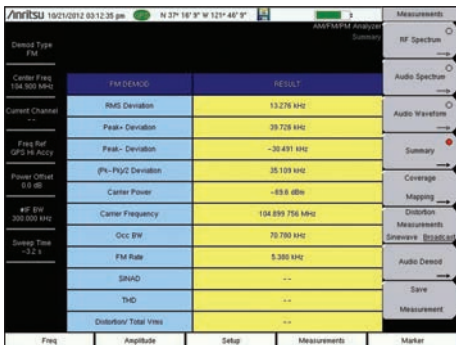 /Inritsu 10/21/2012 03:12:35 pm N 37° 16' 9" W 121° 46' 9"
Measurements
AM/FM/PM Analyzer
Summary
Demod Type
FM
Center Freq
104.900 MHz
Current Channel
--
Freq Ref
GPS Hi Accy
Power Offset
0.0 dB
#IF BW
300.000 kHz
Sweep Time
~3.2 s
FM DEMOD RESULT
RMS Deviation 13.276 kHz
Peak+ Deviation 39.728 kHz
Peak- Deviation -30.491 kHz
(Pk-Pk)/2 Deviation 35.109 kHz
Carrier Power -69.6 dBm
Carrier Frequency 104.899 756 MHz
Occ BW 70.780 kHz
FM Rate 5.380 kHz
SINAD --
THD --
Distortion/ Total Vrms --
RF Spectrum
Audio Spectrum
Audio Waveform
Summary
Coverage
Mapping
Distortion
Measurements
Sinewave Broadcast
Audio Demod
Save
Measurement
Freq Amplitude Setup Measurements Marker